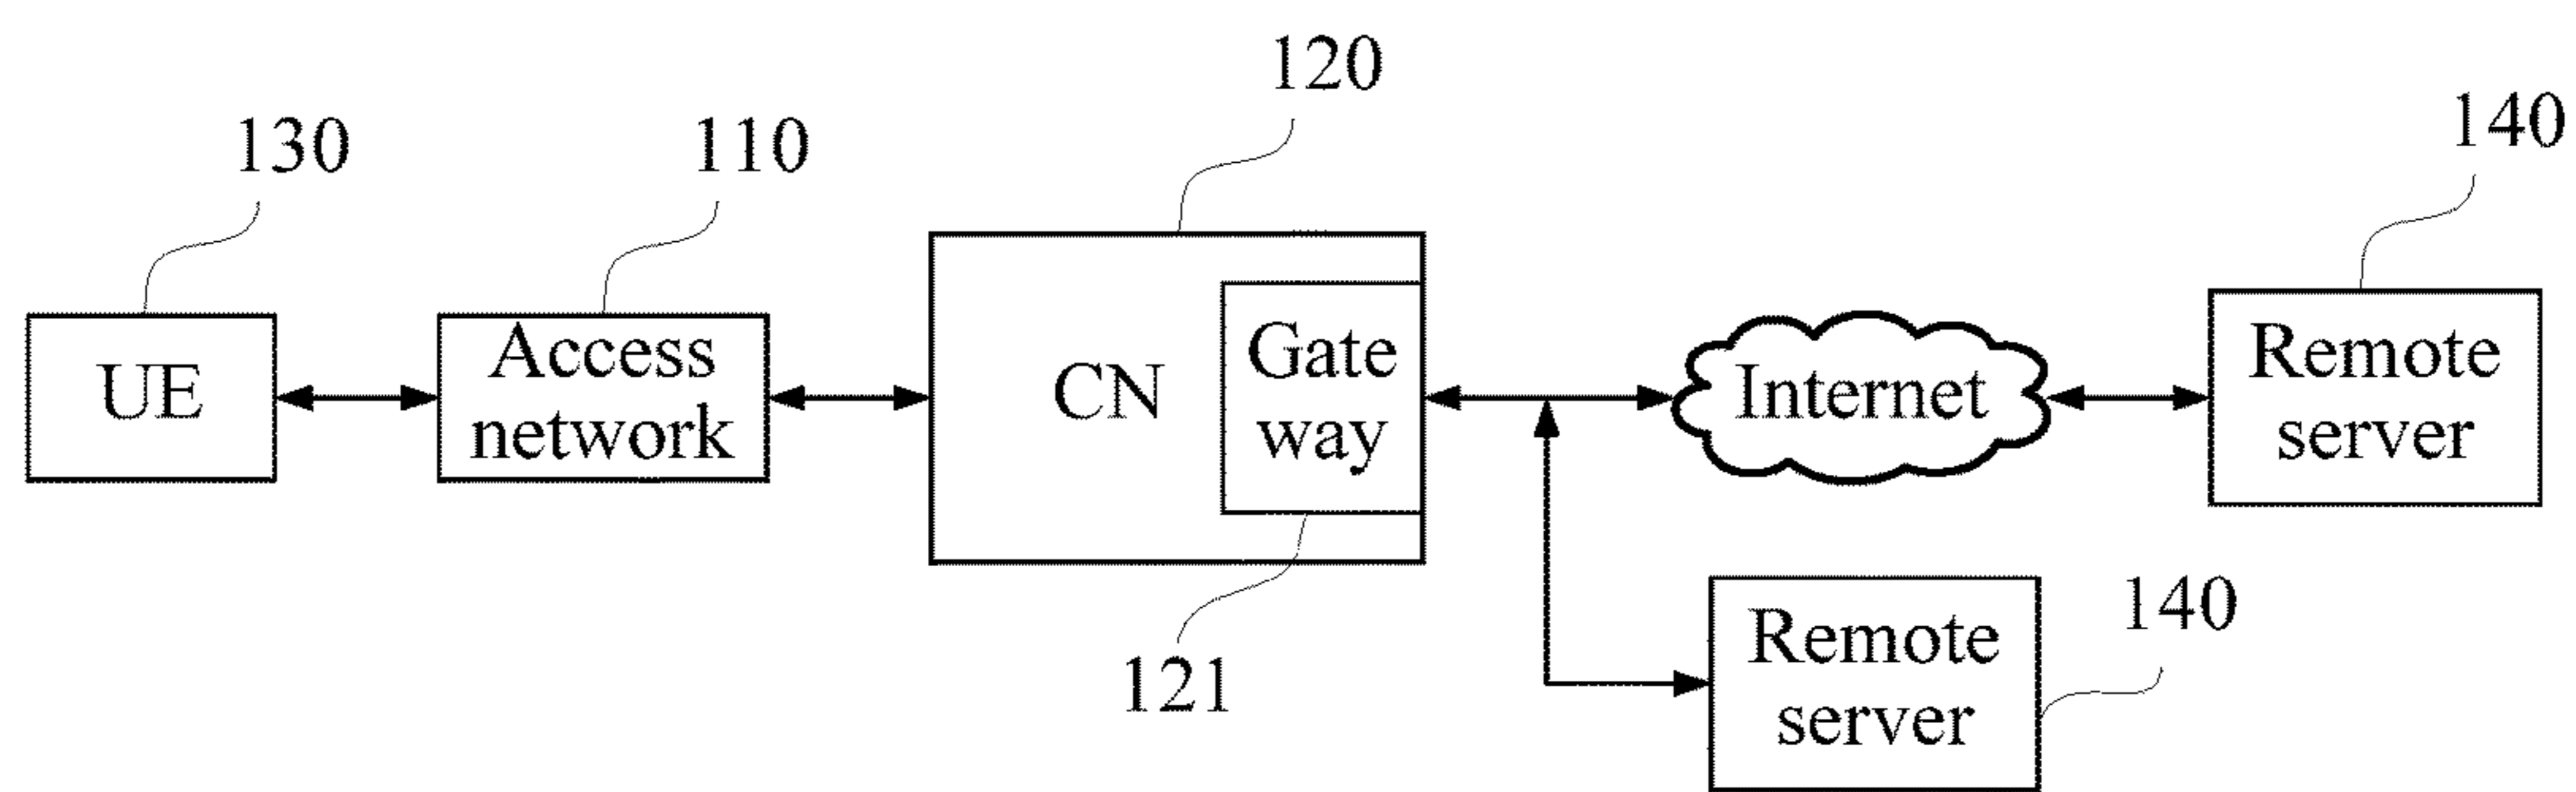 120
140
130
110
UE
Access
network
CN
Gate
way
Internet
Remote
server
121
Remote
server
140